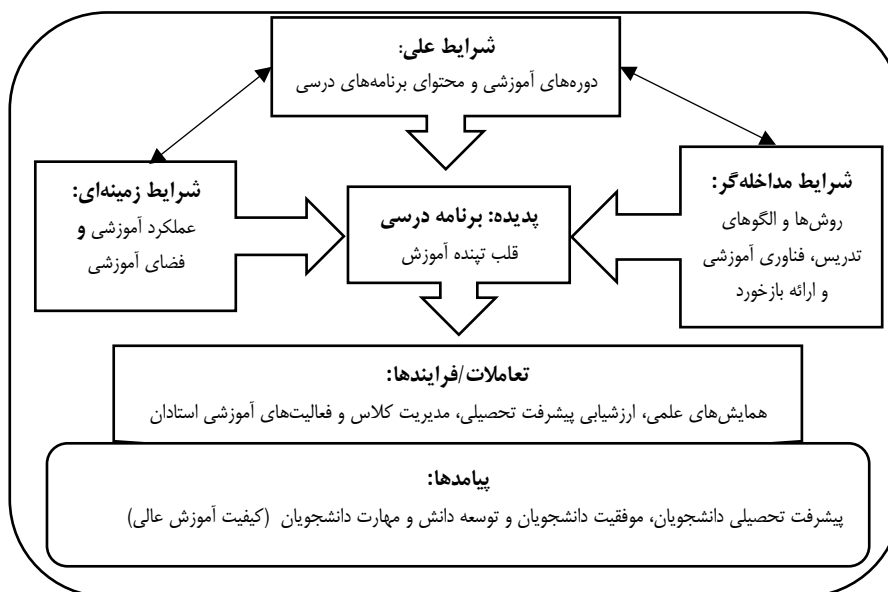 شرایط علی:
دوره‌های آموزشی و محتوای برنامه‌های درسی
شرایط مداخله‌گر:
روش‌ها و الگوهای
تدریس، فناوری آموزشی
و ارائه بازخورد
پدیده: برنامه درسی
قلب تپنده آموزش
شرایط زمینه‌ای:
عملکرد آموزشی و
فضای آموزشی
تعاملات/فرایندها:
همایش‌های علمی، ارزشیابی پیشرفت تحصیلی، مدیریت کلاس و فعالیت‌های آموزشی استادان
پیامدها:
پیشرفت تحصیلی دانشجویان، موفقیت دانشجویان و توسعه دانش و مهارت دانشجویان (کیفیت آموزش عالی)